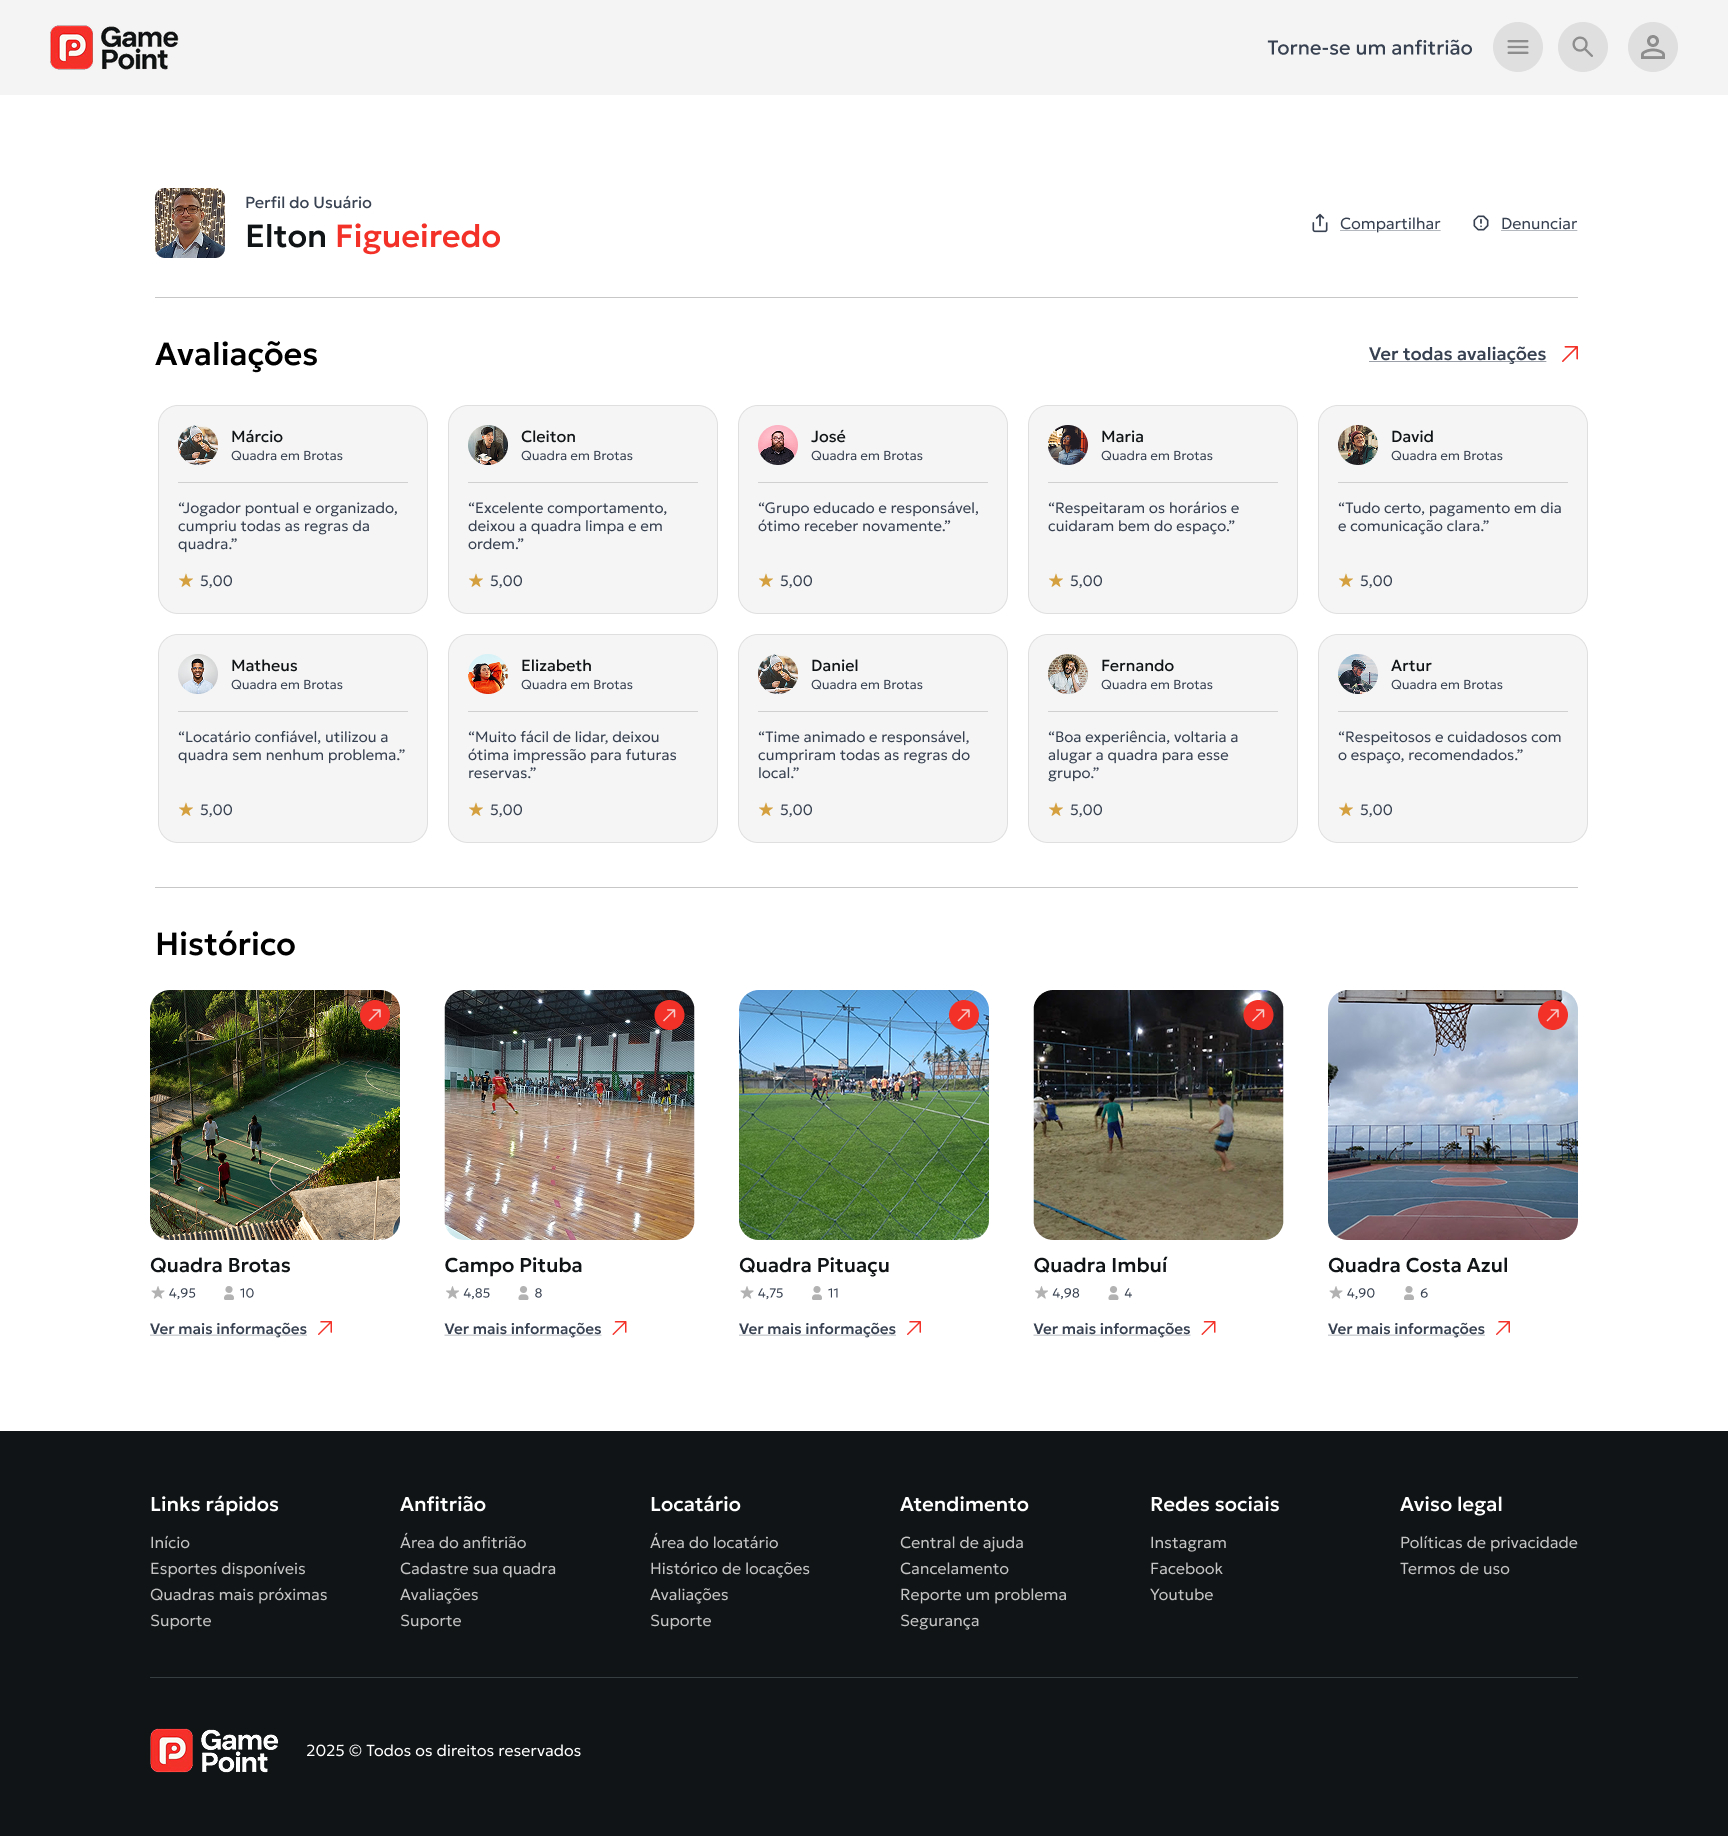 Game
Point
Torne-se um anfitrião
Perfil do Usuário
Elton Figueiredo
Compartilhar
Denunciar
Avaliações
Ver todas avaliações
Márcio
Quadra em Brotas
“Jogador pontual e organizado,
cumpriu todas as regras da
quadra.”
5,00
Cleiton
Quadra em Brotas
“Excelente comportamento,
deixou a quadra limpa e em
ordem.”
5,00
José
Quadra em Brotas
“Grupo educado e responsável,
ótimo receber novamente.”
5,00
Maria
Quadra em Brotas
“Respeitaram os horários e
cuidaram bem do espaço.”
5,00
David
Quadra em Brotas
“Tudo certo, pagamento em dia
e comunicação clara.”
5,00
Matheus
Quadra em Brotas
“Locatário confiável, utilizou a
quadra sem nenhum problema.”
5,00
Elizabeth
Quadra em Brotas
“Muito fácil de lidar, deixou
ótima impressão para futuras
reservas.”
5,00
Daniel
Quadra em Brotas
“Time animado e responsável,
cumpriram todas as regras do
local.”
5,00
Fernando
Quadra em Brotas
“Boa experiência, voltaria a
alugar a quadra para esse
grupo.”
5,00
Artur
Quadra em Brotas
“Respeitosos e cuidadosos com
o espaço, recomendados.”
5,00
Histórico
Quadra Brotas
4,95 10
Ver mais informações
Campo Pituba
4,85 8
Ver mais informações
Quadra Pituaçu
4,75 11
Ver mais informações
Quadra Imbuí
4,98 4
Ver mais informações
Quadra Costa Azul
4,90 6
Ver mais informações
Links rápidos
Início
Esportes disponíveis
Quadras mais próximas
Suporte
Anfitrião
Área do anfitrião
Cadastre sua quadra
Avaliações
Suporte
Locatário
Área do locatário
Histórico de locações
Avaliações
Suporte
Atendimento
Central de ajuda
Cancelamento
Reporte um problema
Segurança
Redes sociais
Instagram
Facebook
Youtube
Aviso legal
Políticas de privacidade
Termos de uso
Game
Point
2025 © Todos os direitos reservados